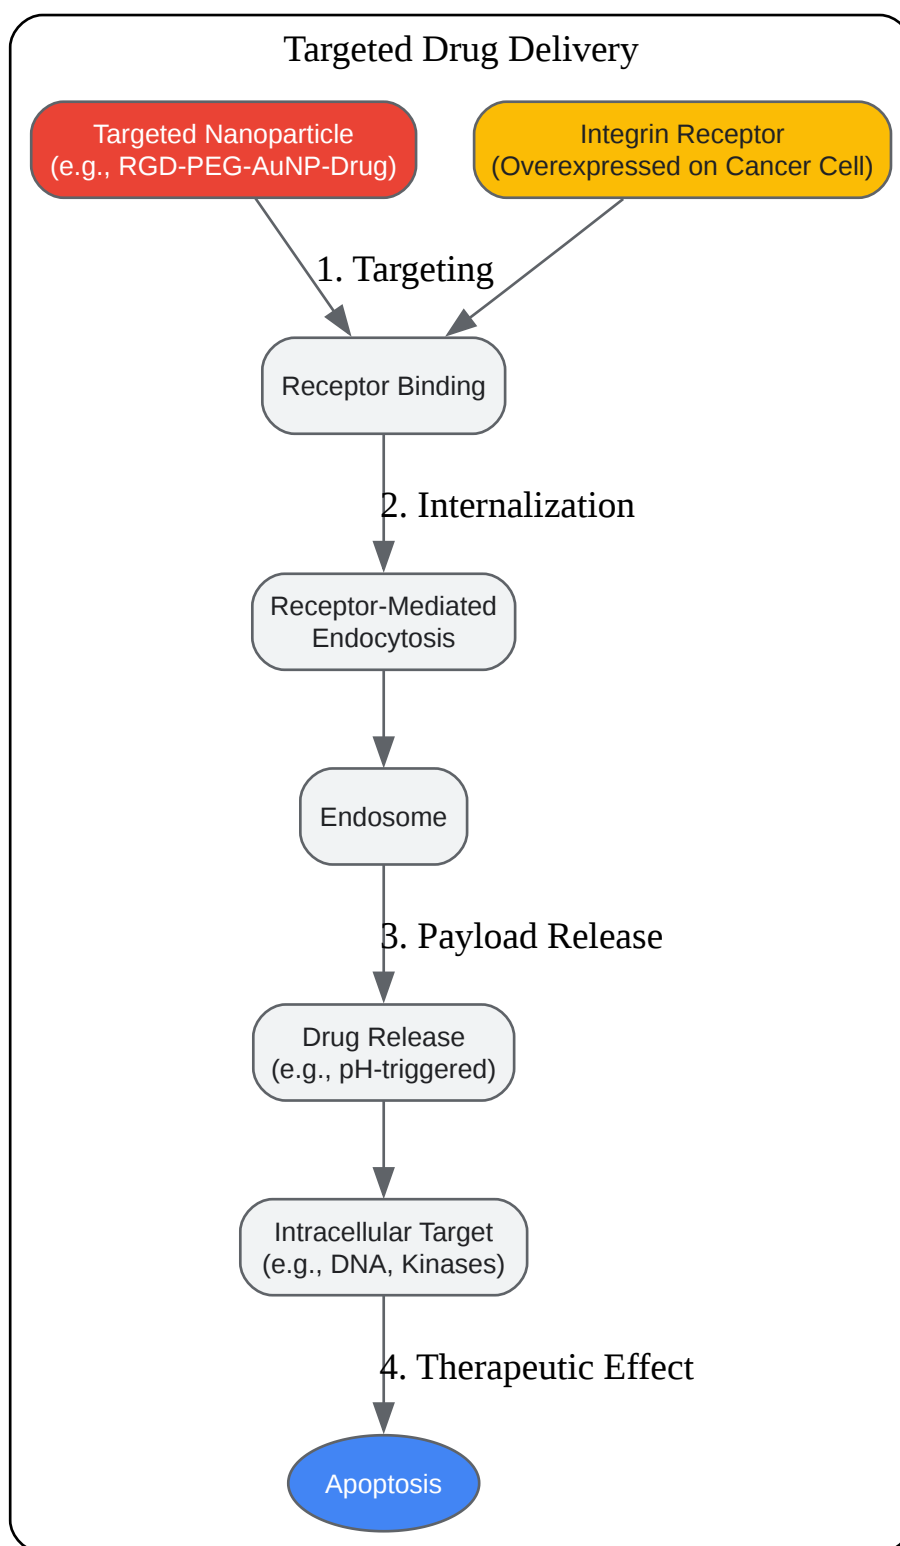 Targeted Drug Delivery
Targeted Nanoparticle
(e.g., RGD-PEG-AuNP-Drug)
Integrin Receptor
(Overexpressed on Cancer Cell)
1. Targeting
Receptor Binding
2. Internalization
Receptor-Mediated
Endocytosis
Endosome
3. Payload Release
Drug Release
(e.g., pH-triggered)
Intracellular Target
(e.g., DNA, Kinases)
4. Therapeutic Effect
Apoptosis